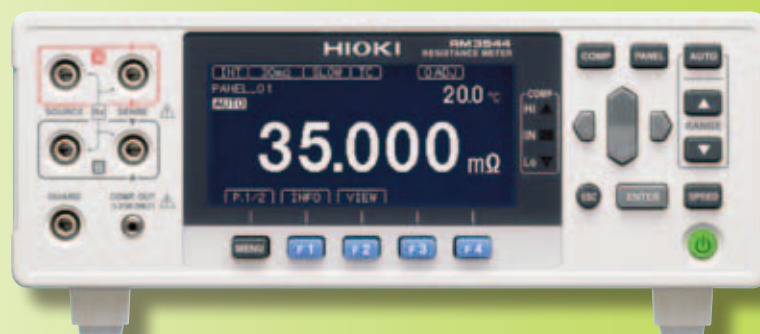 HIOKI RM3544
RESISTANCE METER
INT 30mΩ SLOW TC 0 ADJ
PANEL_01
AUTO
20.0 ℃
35.000 mΩ
COMP
Hi
IN
Lo
P.1/2 INFO VIEW
A
SOURCE SENSE
B
GUARD
COMP.OUT
MENU F1 F2 F3 F4
COMP PANEL AUTO
RANGE
ESC ENTER SPEED